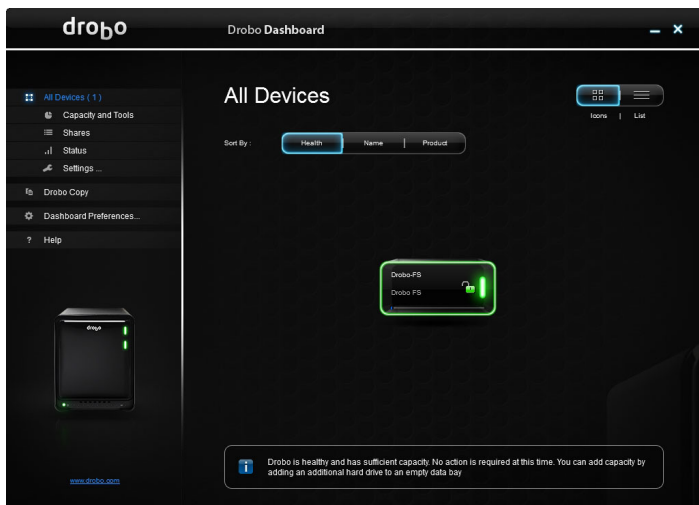 drobo
Drobo Dashboard
All Devices ( 1 )
Capacity and Tools
Shares
Status
Settings ...
Drobo Copy
Dashboard Preferences...
? Help
drobo
www.drobo.com
All Devices
Icons | List
Sort By :
Health Name | Product
Drobo-FS
Drobo FS
Drobo is healthy and has sufficient capacity. No action is required at this time. You can add capacity by
adding an additional hard drive to an empty data bay